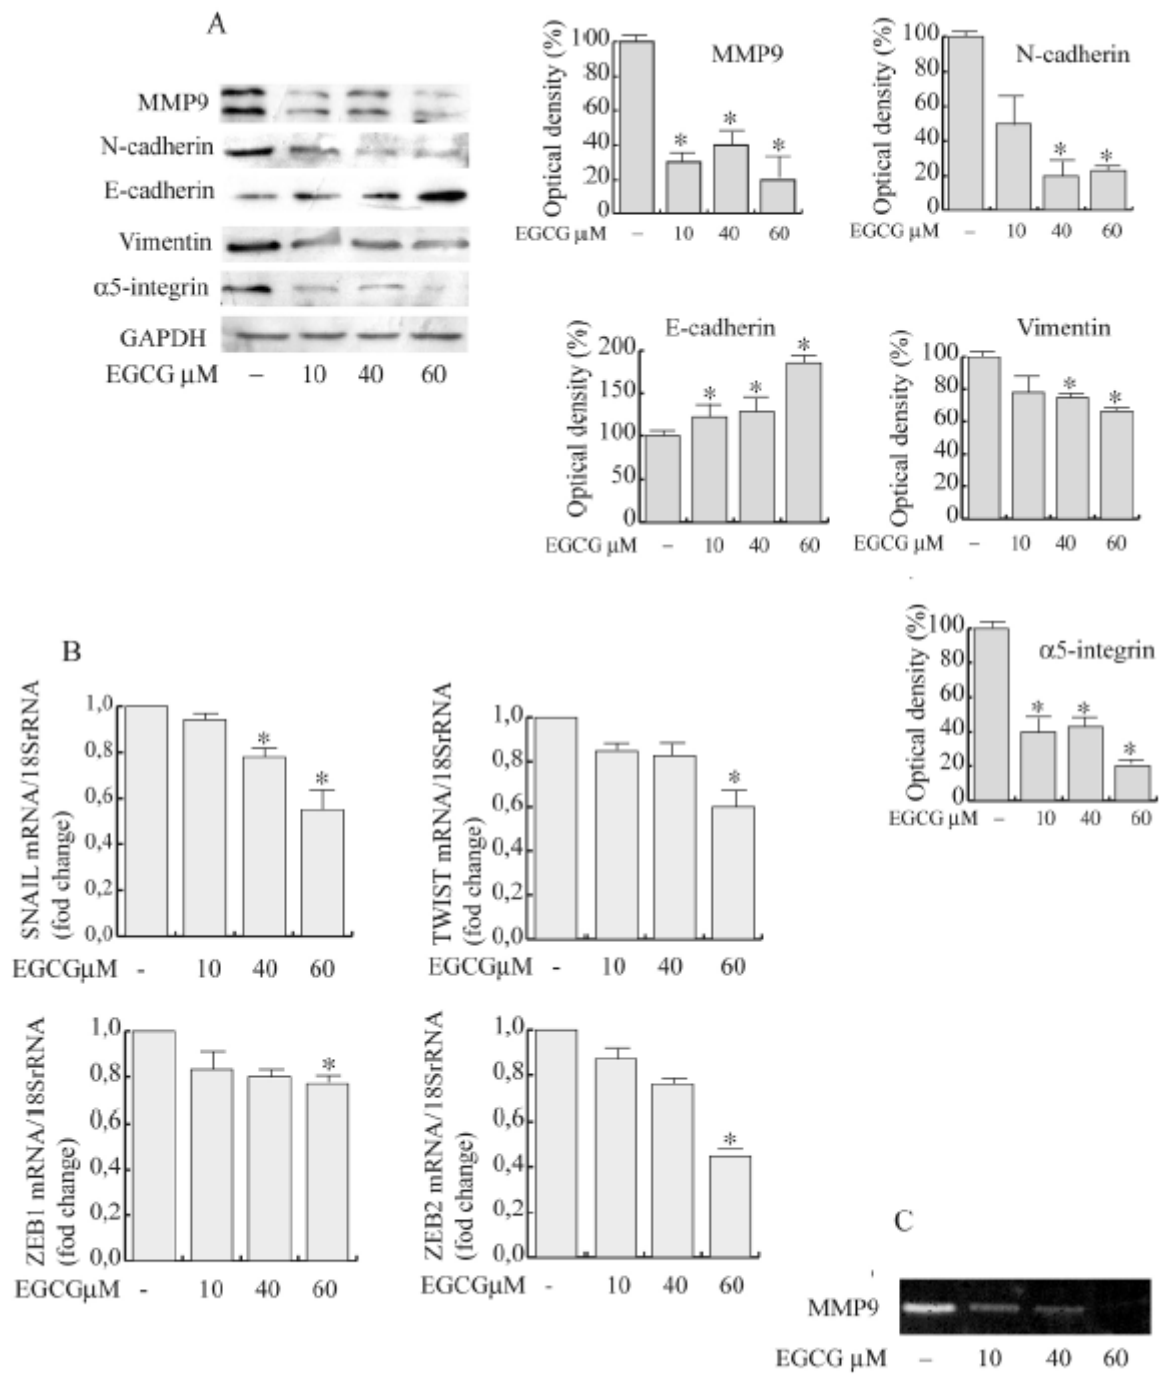 A
MMP9
N-cadherin
E-cadherin
Vimentin
α5-integrin
GAPDH
EGCG µM – 10 40 60
MMP9
Optical density (%)
100
80
60
40
20
0
* * *
EGCG µM – 10 40 60
N-cadherin
Optical density (%)
100
80
60
40
20
0
* *
EGCG µM – 10 40 60
E-cadherin
Optical density (%)
200
150
100
50
0
* * *
EGCG µM – 10 40 60
Vimentin
Optical density (%)
100
80
60
40
20
0
* *
EGCG µM – 10 40 60
α5-integrin
Optical density (%)
100
80
60
40
20
0
* * *
EGCG µM – 10 40 60
B
SNAIL mRNA/18SrRNA
(fod change)
1,0
0,8
0,6
0,4
0,2
0,0
* *
EGCGµM - 10 40 60
TWIST mRNA/18SrRNA
(fod change)
1,0
0,8
0,6
0,4
0,2
0,0
*
EGCGµM - 10 40 60
ZEB1 mRNA/18SrRNA
(fod change)
1,0
0,8
0,6
0,4
0,2
0,0
*
EGCGµM - 10 40 60
ZEB2 mRNA/18SrRNA
(fod change)
1,0
0,8
0,6
0,4
0,2
0,0
*
EGCGµM - 10 40 60
C
MMP9
EGCG µM – 10 40 60